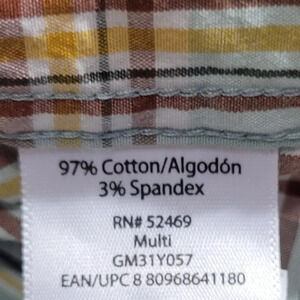 97% Cotton/Algodón
3% Spandex
RN# 52469
Multi
GM31Y057
EAN/UPC 8 80968641180